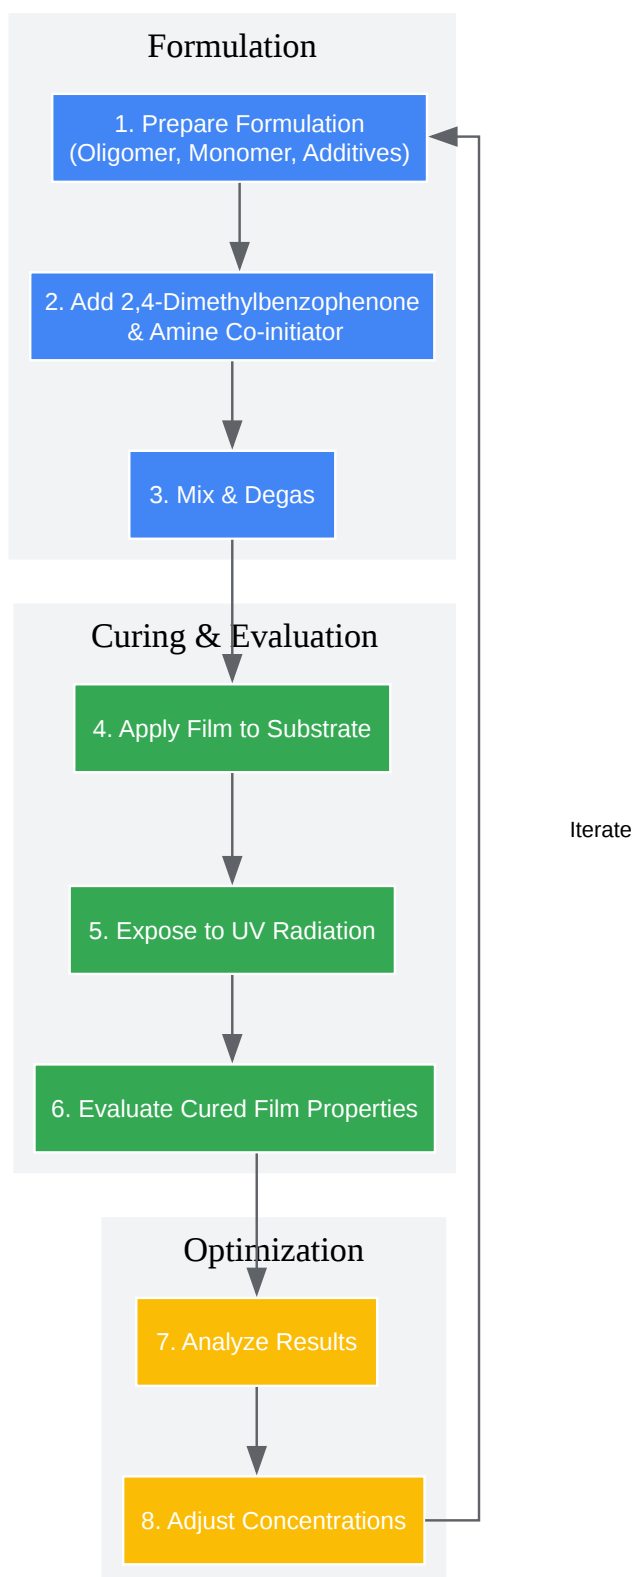 Formulation
1. Prepare Formulation
(Oligomer, Monomer, Additives)
2. Add 2,4-Dimethylbenzophenone
& Amine Co-initiator
3. Mix & Degas
Curing & Evaluation
4. Apply Film to Substrate
Iterate
5. Expose to UV Radiation
6. Evaluate Cured Film Properties
Optimization
7. Analyze Results
8. Adjust Concentrations